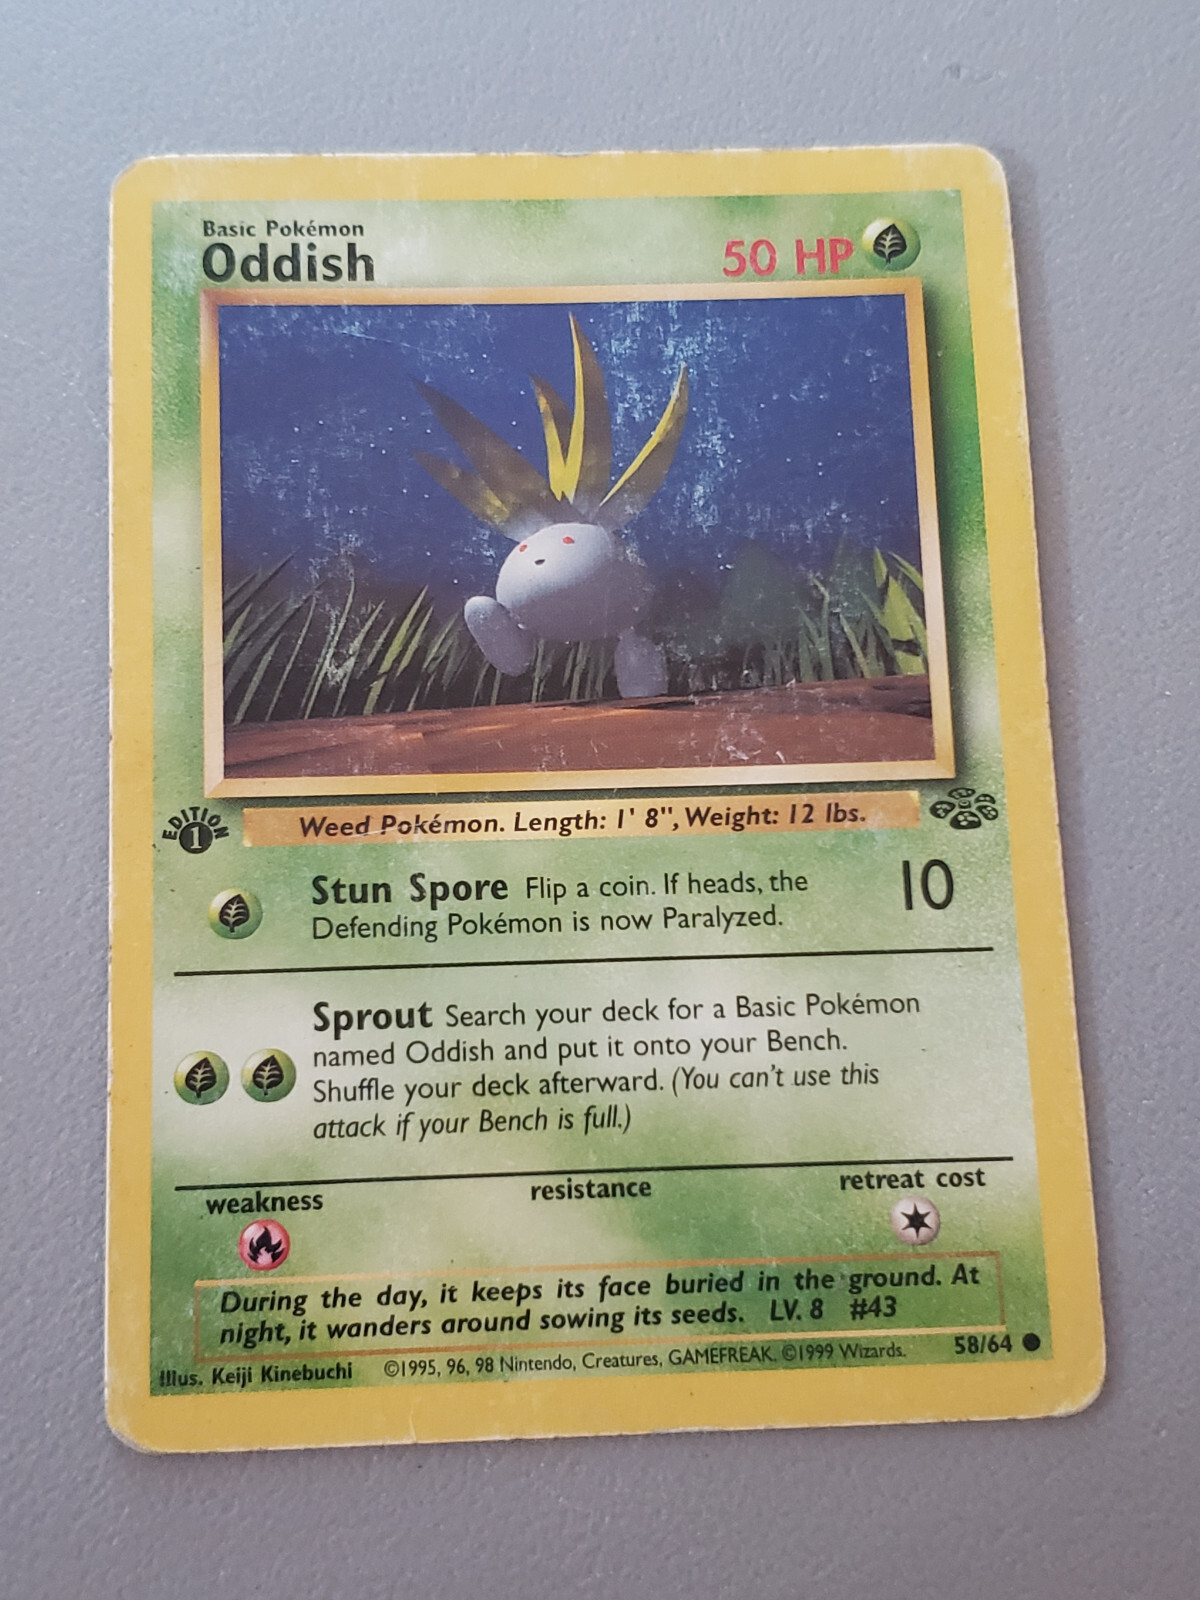 Basic Pokémon
Oddish
50 HP
EDITION
1
Weed Pokémon. Length: 1' 8", Weight: 12 lbs.
Stun Spore Flip a coin. If heads, the
Defending Pokémon is now Paralyzed.
10
Sprout Search your deck for a Basic Pokémon
named Oddish and put it onto your Bench.
Shuffle your deck afterward. (You can't use this
attack if your Bench is full.)
weakness
resistance
retreat cost
During the day, it keeps its face buried in the ground. At
night, it wanders around sowing its seeds. LV. 8 #43
Illus. Keiji Kinebuchi ©1995, 96, 98 Nintendo, Creatures, GAMEFREAK. ©1999 Wizards. 58/64